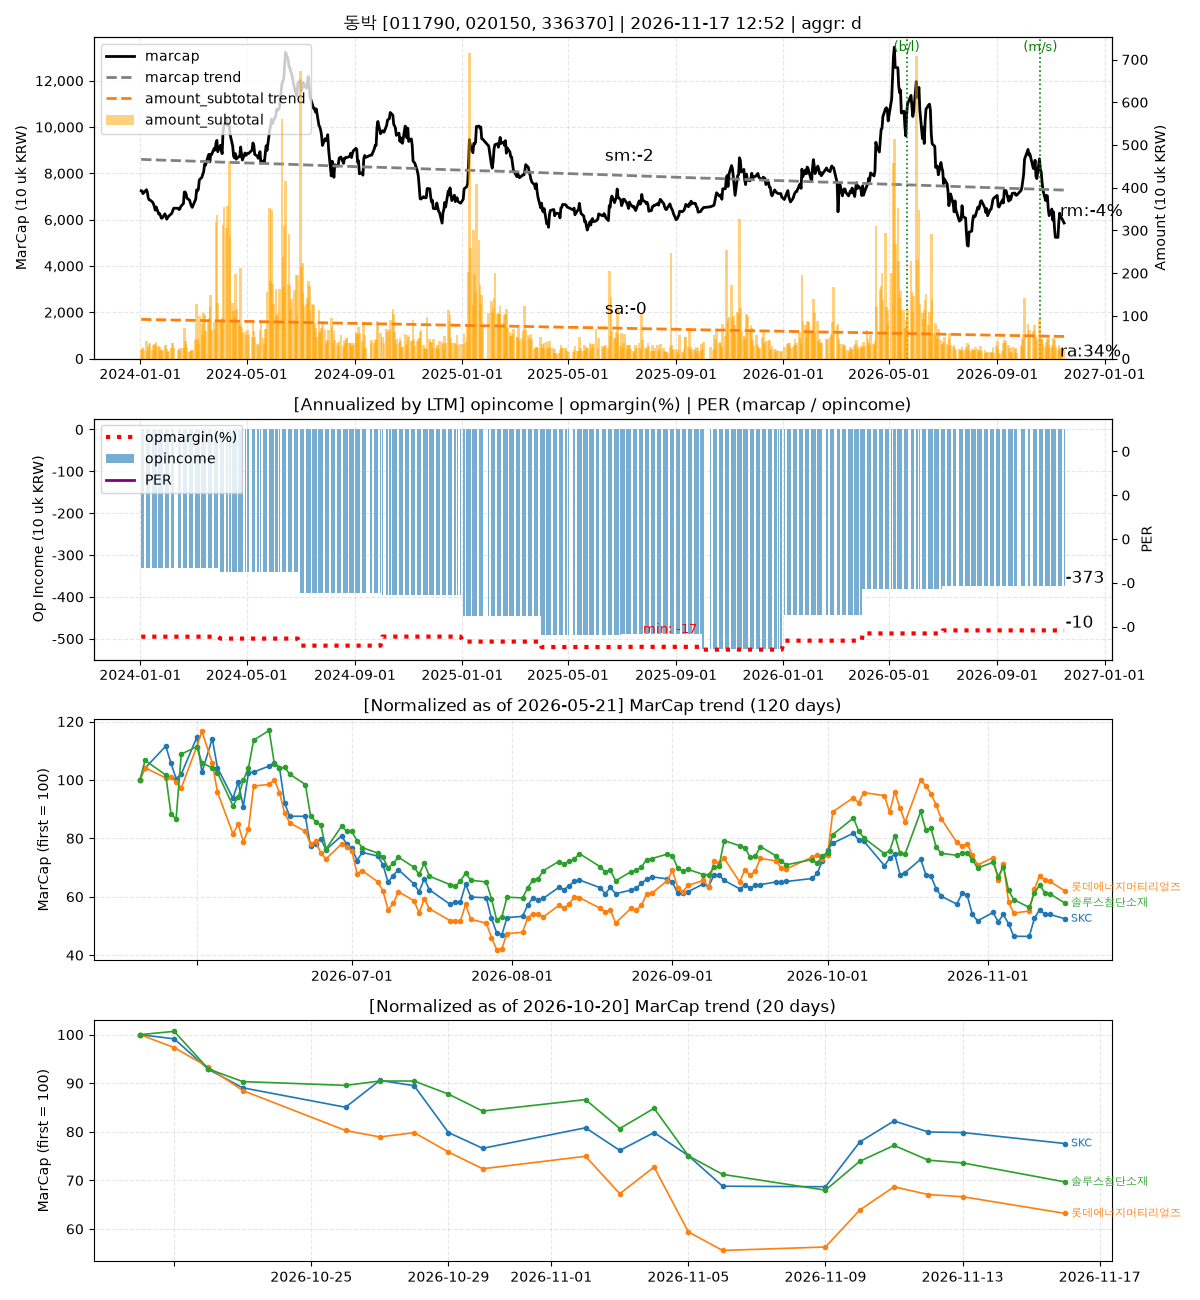 동박 [011790, 020150, 336370] | 2026-11-17 12:52 | aggr: d
marcap
marcap trend
amount_subtotal trend
amount_subtotal
(b/l)
(m/s)
sm:-2
rm:-4%
sa:-0
ra:34%
MarCap (10 uk KRW)
12,000
10,000
8,000
6,000
4,000
2,000
0
Amount (10 uk KRW)
700
600
500
400
300
200
100
0
2024-01-01 2024-05-01 2024-09-01 2025-01-01 2025-05-01 2025-09-01 2026-01-01 2026-05-01 2026-09-01 2027-01-01
[Annualized by LTM] opincome | opmargin(%) | PER (marcap / opincome)
opmargin(%)
opincome
PER
Op Income (10 uk KRW)
0
-100
-200
-300
-400
-500
min: -17
-373
-10
PER
0
0
0
-0
-0
2024-01-01 2024-05-01 2024-09-01 2025-01-01 2025-05-01 2025-09-01 2026-01-01 2026-05-01 2026-09-01 2027-01-01
[Normalized as of 2026-05-21] MarCap trend (120 days)
MarCap (first = 100)
120
100
80
60
40
롯데에너지머티리얼즈
솔루스첨단소재
SKC
2026-07-01 2026-08-01 2026-09-01 2026-10-01 2026-11-01
[Normalized as of 2026-10-20] MarCap trend (20 days)
MarCap (first = 100)
100
90
80
70
60
SKC
솔루스첨단소재
롯데에너지머티리얼즈
2026-10-25 2026-10-29 2026-11-01 2026-11-05 2026-11-09 2026-11-13 2026-11-17